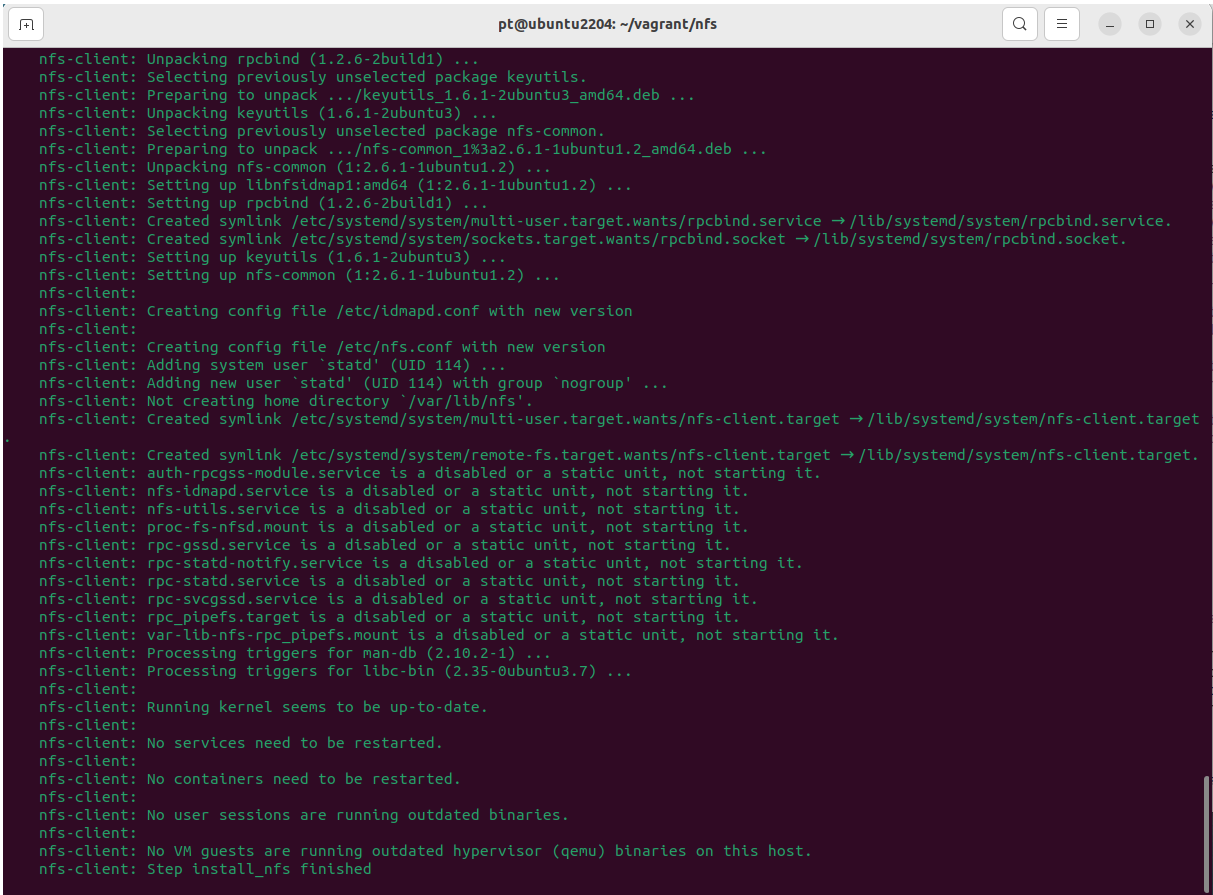 pt@ubuntu2204: ~/vagrant/nfs
nfs-client: Unpacking rpcbind (1.2.6-2build1) ...
nfs-client: Selecting previously unselected package keyutils.
nfs-client: Preparing to unpack .../keyutils_1.6.1-2ubuntu3_amd64.deb ...
nfs-client: Unpacking keyutils (1.6.1-2ubuntu3) ...
nfs-client: Selecting previously unselected package nfs-common.
nfs-client: Preparing to unpack .../nfs-common_1%3a2.6.1-1ubuntu1.2_amd64.deb ...
nfs-client: Unpacking nfs-common (1:2.6.1-1ubuntu1.2) ...
nfs-client: Setting up libnfsidmap1:amd64 (1:2.6.1-1ubuntu1.2) ...
nfs-client: Setting up rpcbind (1.2.6-2build1) ...
nfs-client: Created symlink /etc/systemd/system/multi-user.target.wants/rpcbind.service → /lib/systemd/system/rpcbind.service.
nfs-client: Created symlink /etc/systemd/system/sockets.target.wants/rpcbind.socket → /lib/systemd/system/rpcbind.socket.
nfs-client: Setting up keyutils (1.6.1-2ubuntu3) ...
nfs-client: Setting up nfs-common (1:2.6.1-1ubuntu1.2) ...
nfs-client:
nfs-client: Creating config file /etc/idmapd.conf with new version
nfs-client:
nfs-client: Creating config file /etc/nfs.conf with new version
nfs-client: Adding system user `statd' (UID 114) ...
nfs-client: Adding new user `statd' (UID 114) with group `nogroup' ...
nfs-client: Not creating home directory `/var/lib/nfs'.
nfs-client: Created symlink /etc/systemd/system/multi-user.target.wants/nfs-client.target → /lib/systemd/system/nfs-client.target
.
nfs-client: Created symlink /etc/systemd/system/remote-fs.target.wants/nfs-client.target → /lib/systemd/system/nfs-client.target.
nfs-client: auth-rpcgss-module.service is a disabled or a static unit, not starting it.
nfs-client: nfs-idmapd.service is a disabled or a static unit, not starting it.
nfs-client: nfs-utils.service is a disabled or a static unit, not starting it.
nfs-client: proc-fs-nfsd.mount is a disabled or a static unit, not starting it.
nfs-client: rpc-gssd.service is a disabled or a static unit, not starting it.
nfs-client: rpc-statd-notify.service is a disabled or a static unit, not starting it.
nfs-client: rpc-statd.service is a disabled or a static unit, not starting it.
nfs-client: rpc-svcgssd.service is a disabled or a static unit, not starting it.
nfs-client: rpc_pipefs.target is a disabled or a static unit, not starting it.
nfs-client: var-lib-nfs-rpc_pipefs.mount is a disabled or a static unit, not starting it.
nfs-client: Processing triggers for man-db (2.10.2-1) ...
nfs-client: Processing triggers for libc-bin (2.35-0ubuntu3.7) ...
nfs-client:
nfs-client: Running kernel seems to be up-to-date.
nfs-client:
nfs-client: No services need to be restarted.
nfs-client:
nfs-client: No containers need to be restarted.
nfs-client:
nfs-client: No user sessions are running outdated binaries.
nfs-client:
nfs-client: No VM guests are running outdated hypervisor (qemu) binaries on this host.
nfs-client: Step install_nfs finished